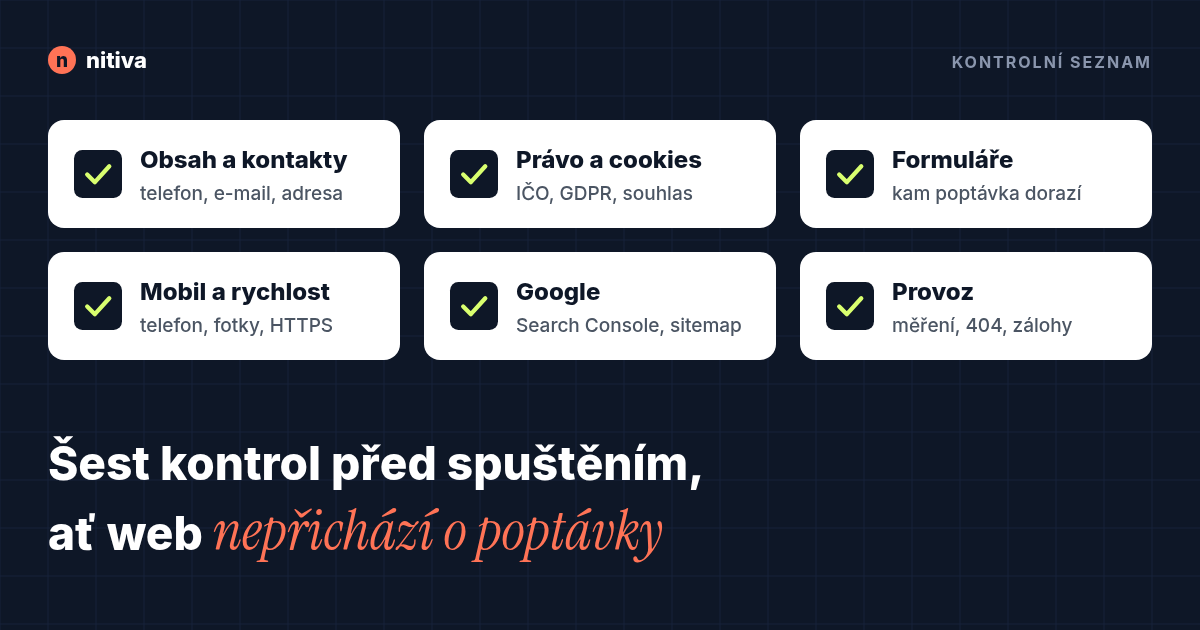 n nitiva
KONTROLNÍ SEZNAM
Obsah a kontakty
telefon, e-mail, adresa
Právo a cookies
IČO, GDPR, souhlas
Formuláře
kam poptávka dorazí
Mobil a rychlost
telefon, fotky, HTTPS
Google
Search Console, sitemap
Provoz
měření, 404, zálohy
Šest kontrol před spuštěním,
ať web nepřichází o poptávky